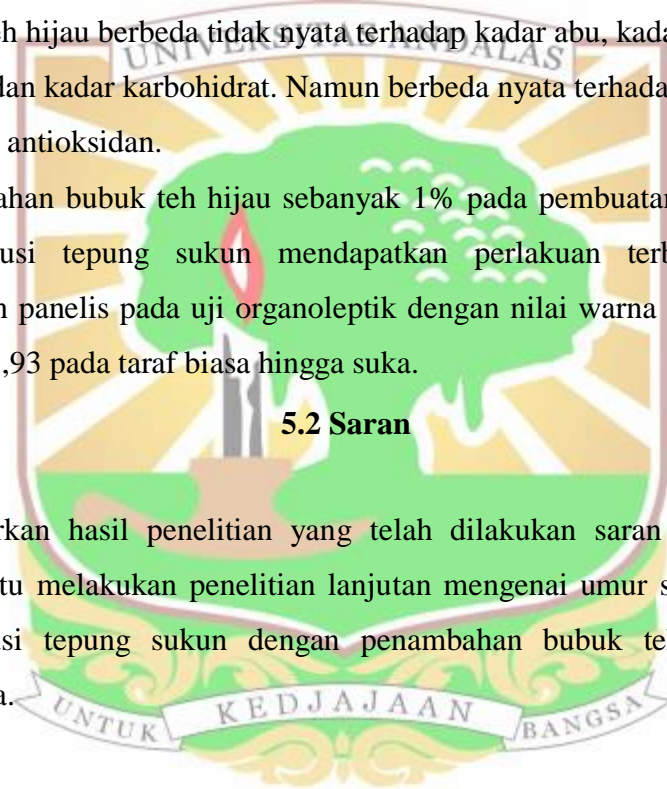 eh hijau berbeda tidak nyata terhadap kadar abu, kada
UNIVERSITAS ANDALAS
dan kadar karbohidrat. Namun berbeda nyata terhada
antioksidan.
ahan bubuk teh hijau sebanyak 1% pada pembuatan
usi tepung sukun mendapatkan perlakuan terb
n panelis pada uji organoleptik dengan nilai warna
,93 pada taraf biasa hingga suka.
5.2 Saran
rkan hasil penelitian yang telah dilakukan saran
tu melakukan penelitian lanjutan mengenai umur s
si tepung sukun dengan penambahan bubuk te
a.
UNTUK KEDJAJAAN BANGSA